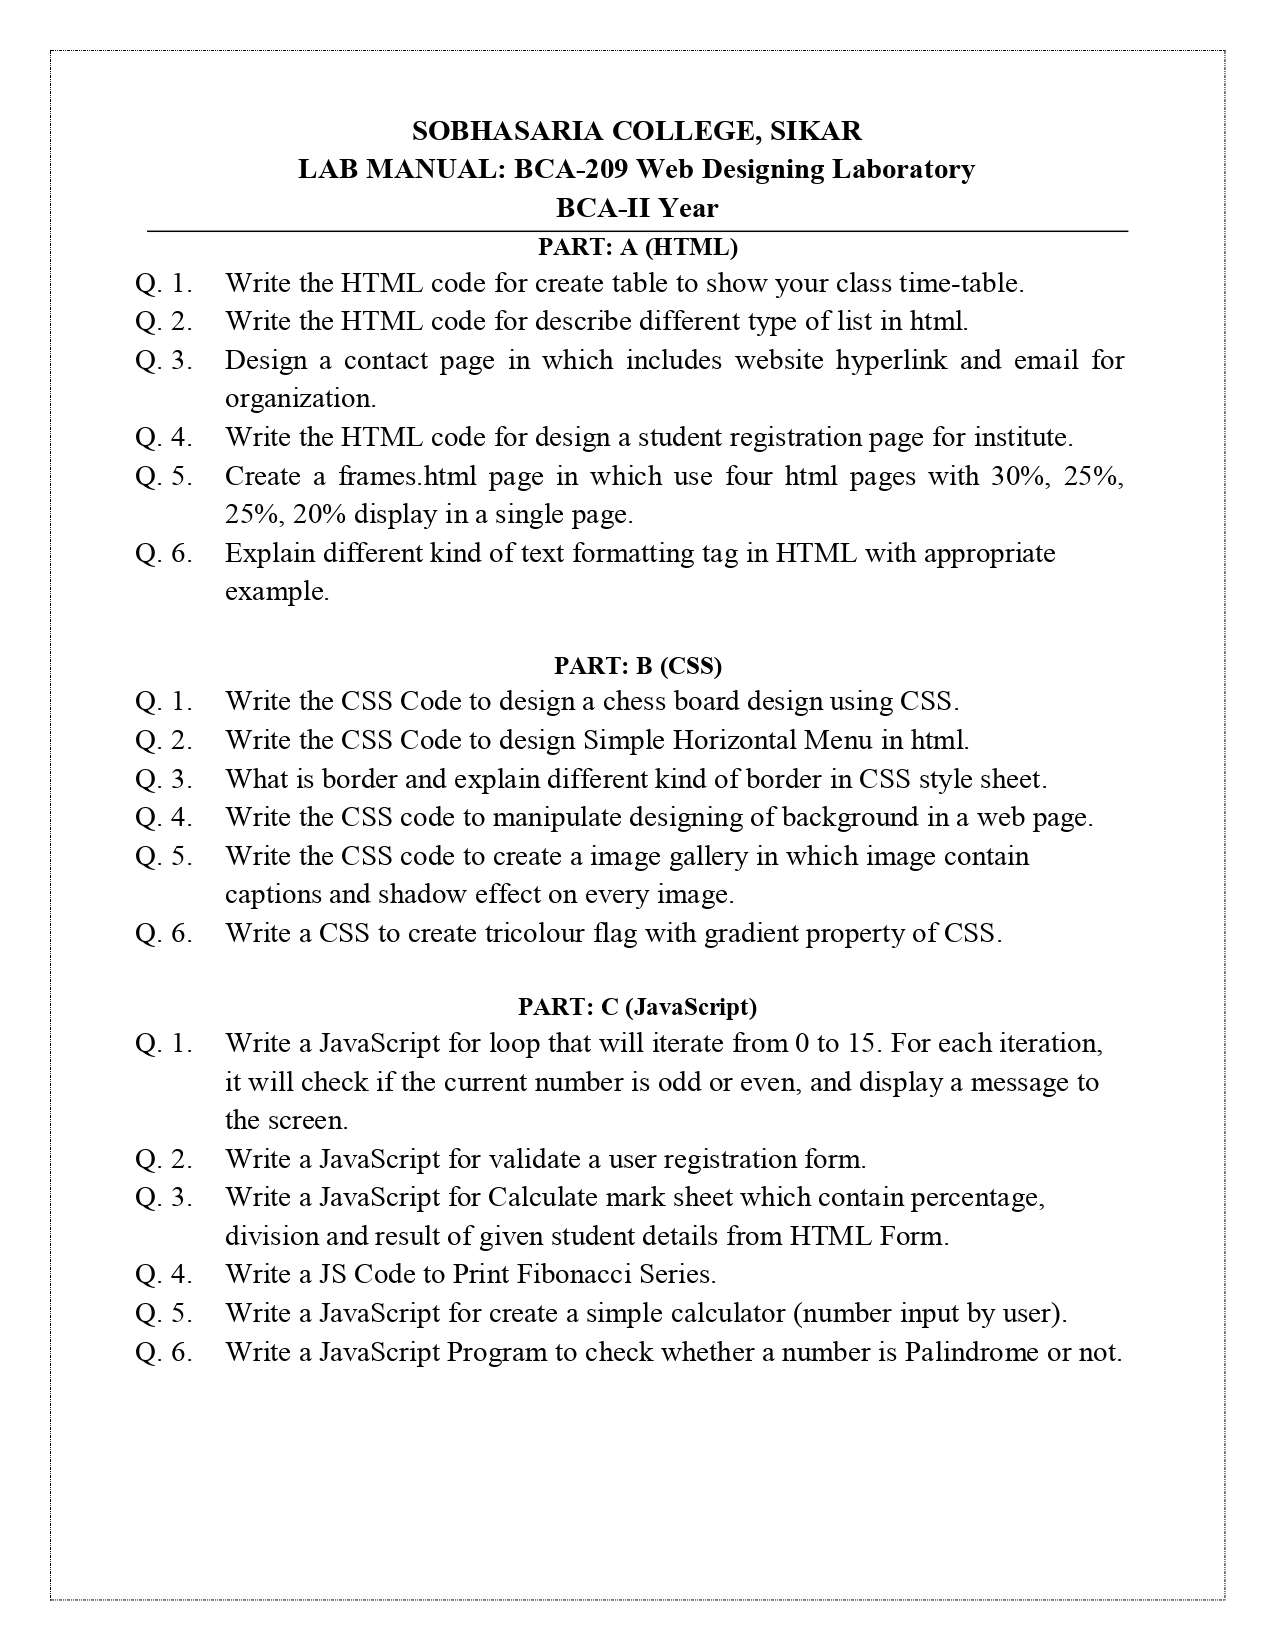 SOBHASARIA COLLEGE, SIKAR
LAB MANUAL: BCA-209 Web Designing Laboratory
BCA-II Year
PART: A (HTML)
Q. 1. Write the HTML code for create table to show your class time-table.
Q. 2. Write the HTML code for describe different type of list in html.
Q. 3. Design a contact page in which includes website hyperlink and email for
organization.
Q. 4. Write the HTML code for design a student registration page for institute.
Q. 5. Create a frames.html page in which use four html pages with 30%, 25%,
25%, 20% display in a single page.
Q. 6. Explain different kind of text formatting tag in HTML with appropriate
example.
PART: B (CSS)
Q. 1. Write the CSS Code to design a chess board design using CSS.
Q. 2. Write the CSS Code to design Simple Horizontal Menu in html.
Q. 3. What is border and explain different kind of border in CSS style sheet.
Q. 4. Write the CSS code to manipulate designing of background in a web page.
Q. 5. Write the CSS code to create a image gallery in which image contain
captions and shadow effect on every image.
Q. 6. Write a CSS to create tricolour flag with gradient property of CSS.
PART: C (JavaScript)
Q. 1. Write a JavaScript for loop that will iterate from 0 to 15. For each iteration,
it will check if the current number is odd or even, and display a message to
the screen.
Q. 2. Write a JavaScript for validate a user registration form.
Q. 3. Write a JavaScript for Calculate mark sheet which contain percentage,
division and result of given student details from HTML Form.
Q. 4. Write a JS Code to Print Fibonacci Series.
Q. 5. Write a JavaScript for create a simple calculator (number input by user).
Q. 6. Write a JavaScript Program to check whether a number is Palindrome or not.